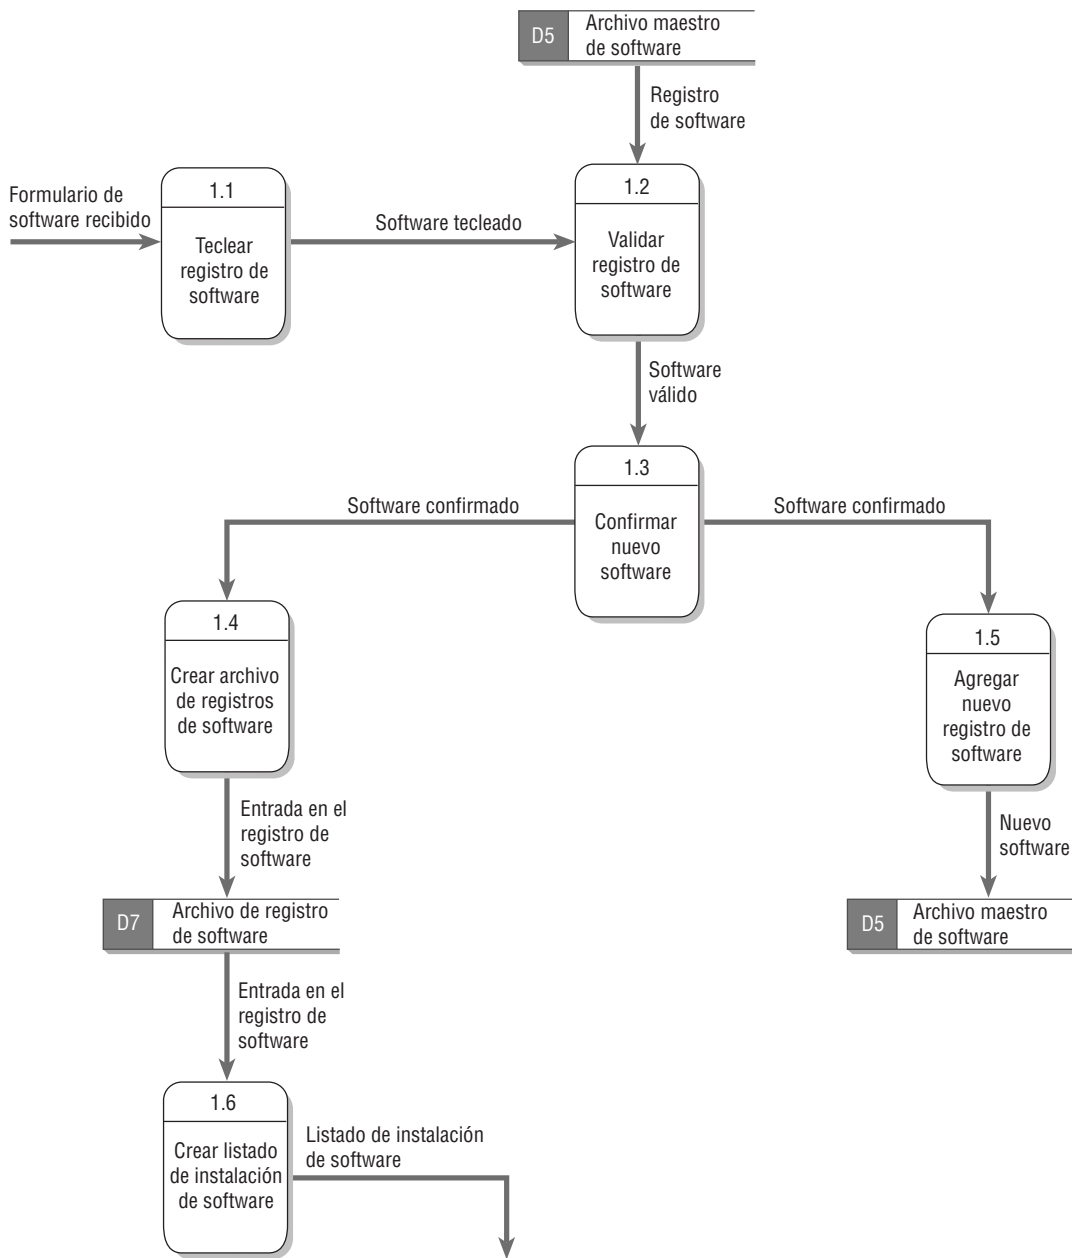 D5
Archivo maestro
de software
Registro
de software
Formulario de
software recibido
1.1
Teclear
registro de
software
Software tecleado
1.2
Validar
registro de
software
Software
válido
1.3
Confirmar
nuevo
software
Software confirmado
Software confirmado
1.4
Crear archivo
de registros
de software
1.5
Agregar
nuevo
registro de
software
Entrada en el
registro de
software
Nuevo
software
D7
Archivo de registro
de software
D5
Archivo maestro
de software
Entrada en el
registro de
software
1.6
Crear listado
de instalación
de software
Listado de instalación
de software